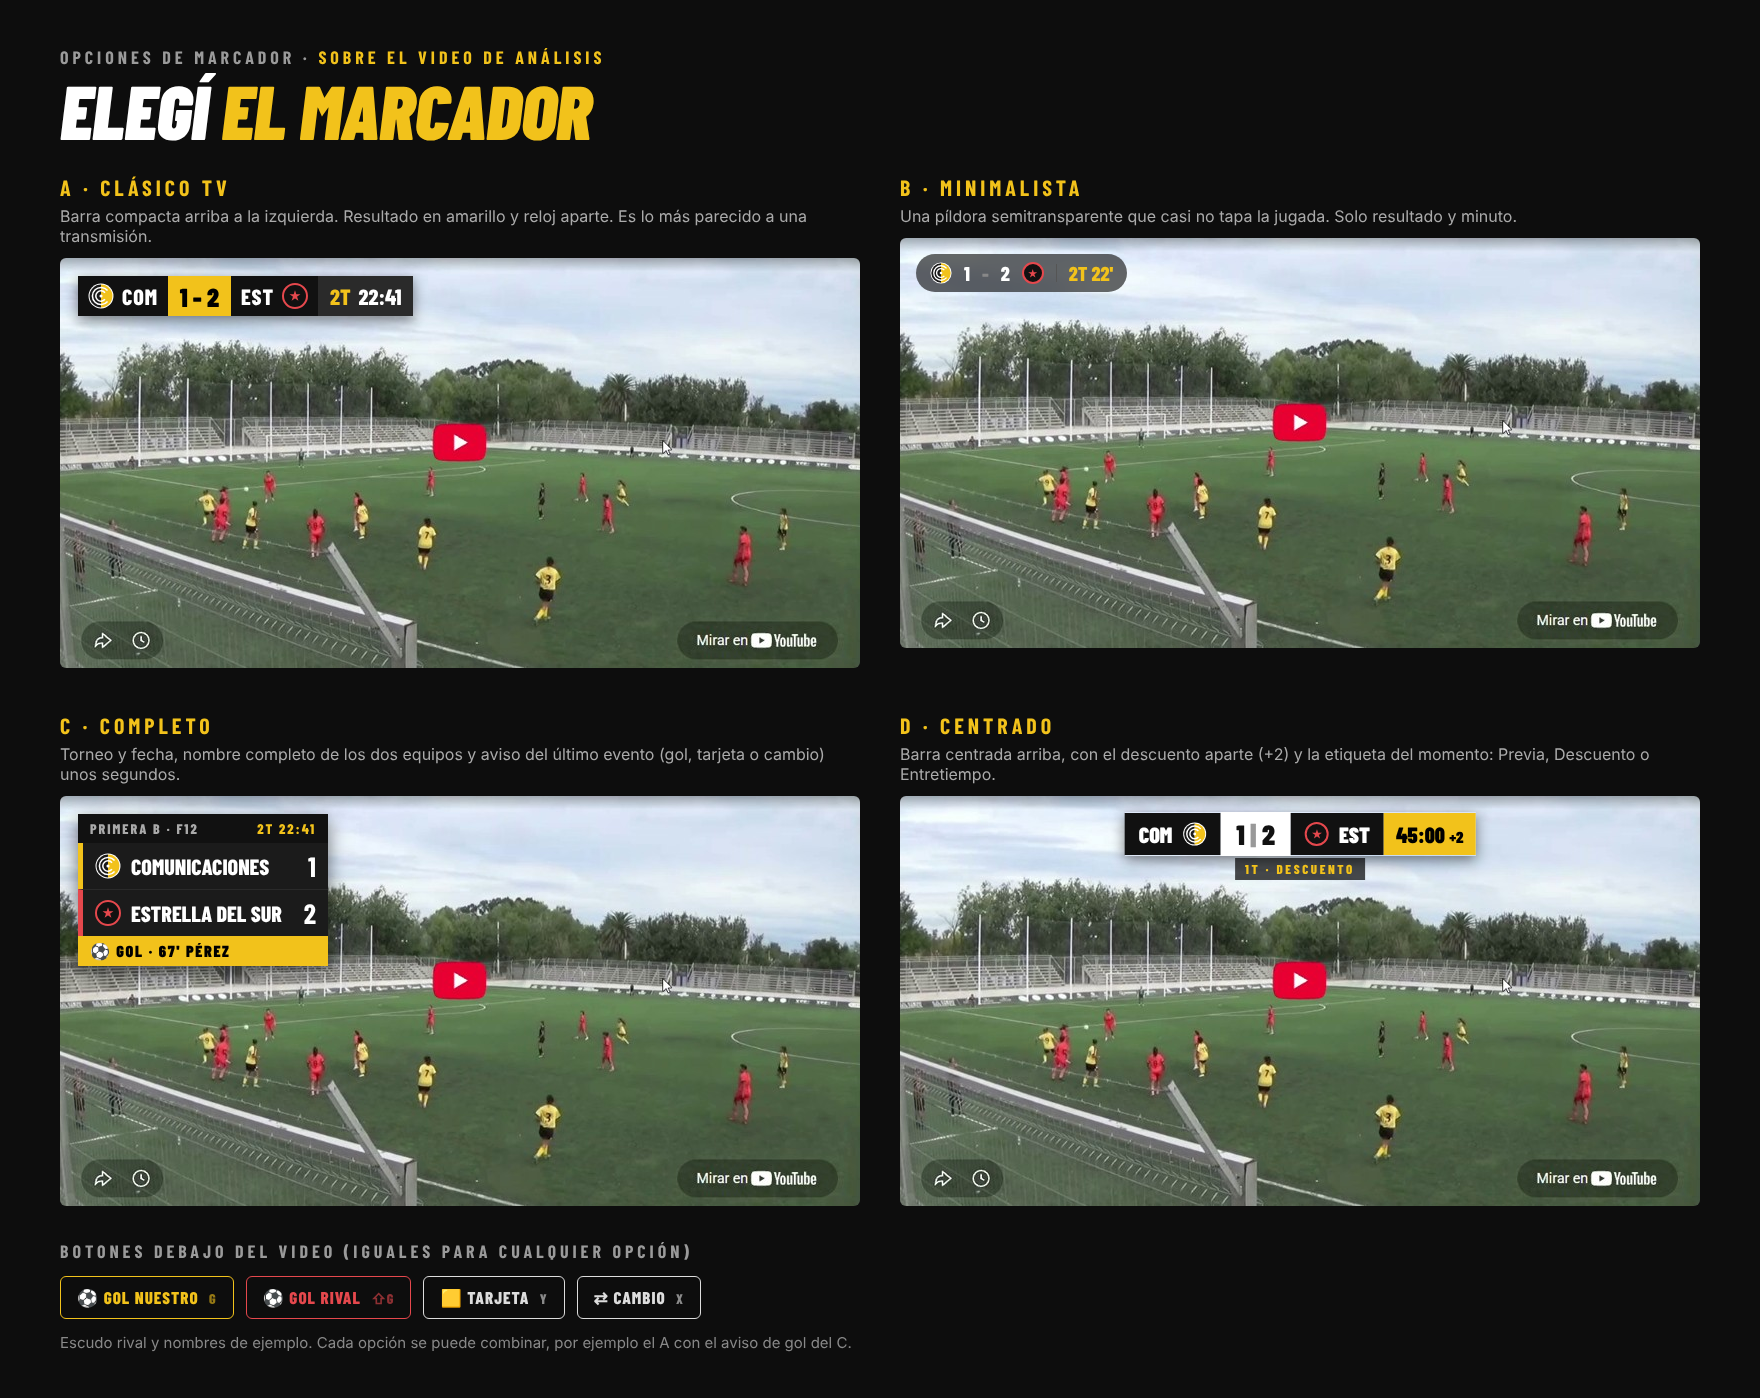 OPCIONES DE MARCADOR · SOBRE EL VIDEO DE ANÁLISIS
ELEGÍ EL MARCADOR
A · CLÁSICO TV
Barra compacta arriba a la izquierda. Resultado en amarillo y reloj aparte. Es lo más parecido a una
transmisión.
COM 1 - 2 EST 2T 22:41
Mirar en YouTube
B · MINIMALISTA
Una píldora semitransparente que casi no tapa la jugada. Solo resultado y minuto.
1 - 2 2T 22'
Mirar en YouTube
C · COMPLETO
Torneo y fecha, nombre completo de los dos equipos y aviso del último evento (gol, tarjeta o cambio)
unos segundos.
PRIMERA B · F12 2T 22:41
COMUNICACIONES 1
ESTRELLA DEL SUR 2
GOL · 67' PÉREZ
Mirar en YouTube
D · CENTRADO
Barra centrada arriba, con el descuento aparte (+2) y la etiqueta del momento: Previa, Descuento o
Entretiempo.
COM 1 | 2 EST 45:00 +2
1T · DESCUENTO
Mirar en YouTube
BOTONES DEBAJO DEL VIDEO (IGUALES PARA CUALQUIER OPCIÓN)
⚽ GOL NUESTRO G ⚽ GOL RIVAL ⇧G 🟨 TARJETA Y ⇄ CAMBIO X
Escudo rival y nombres de ejemplo. Cada opción se puede combinar, por ejemplo el A con el aviso de gol del C.